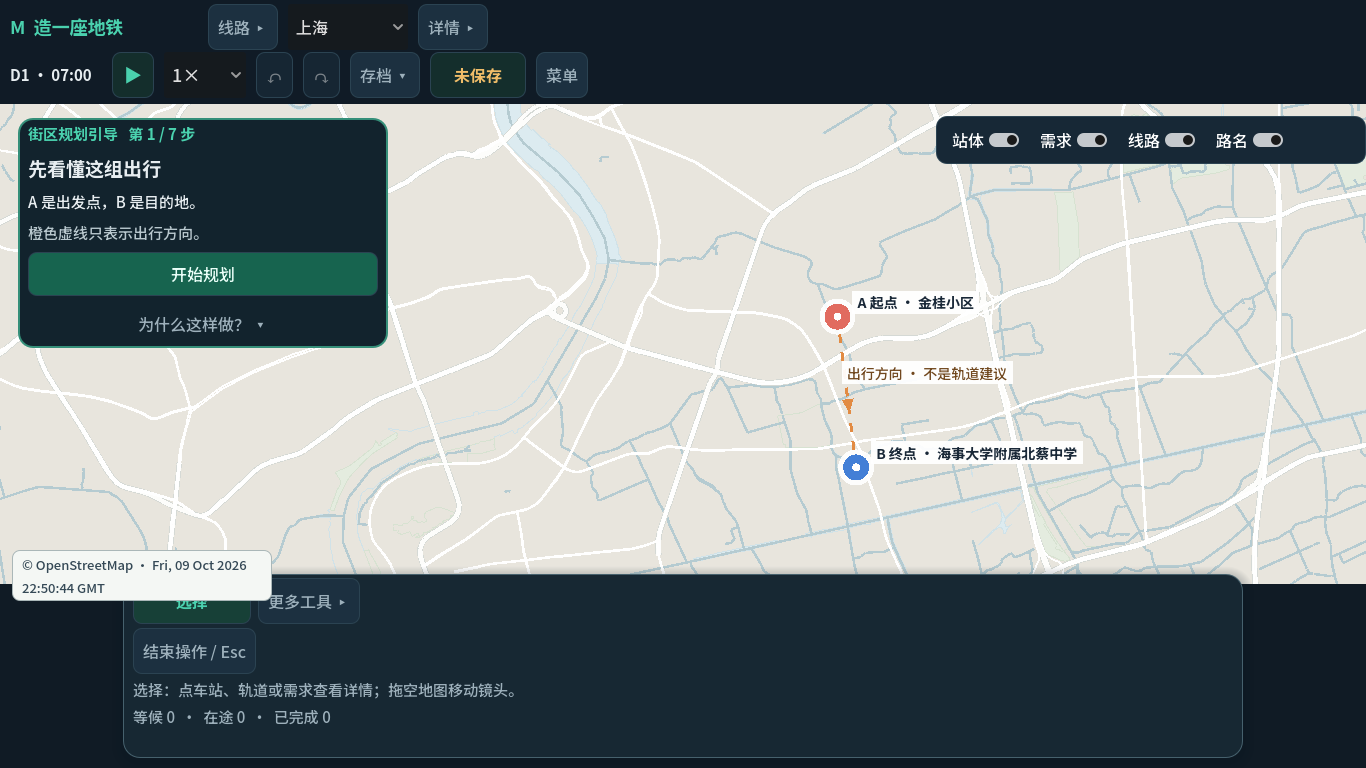 M 造一座地铁
线路 ▸
上海
详情 ▸
D1 · 07:00
1×
存档 ▾
未保存
菜单
街区规划引导 第 1 / 7 步
先看懂这组出行
A 是出发点，B 是目的地。
橙色虚线只表示出行方向。
开始规划
为什么这样做？ ▾
站体
需求
线路
路名
A 起点 · 金桂小区
出行方向 · 不是轨道建议
B 终点 · 海事大学附属北蔡中学
© OpenStreetMap · Fri, 09 Oct 2026
22:50:44 GMT
选择
更多工具 ▸
结束操作 / Esc
选择：点车站、轨道或需求查看详情；拖空地图移动镜头。
等候 0 · 在途 0 · 已完成 0